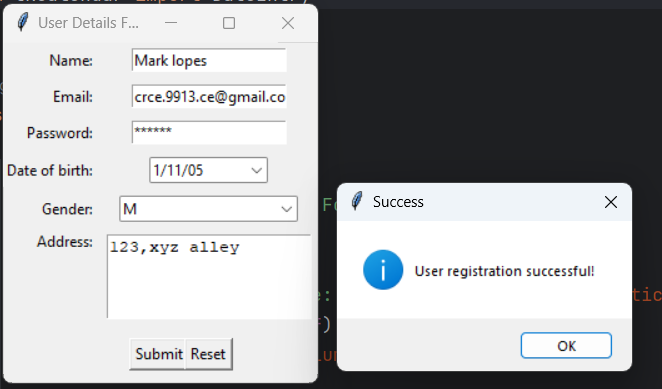 import
User Details F...
Name: Mark lopes
Email: crce.9913.ce@gmail.co
Password: ******
Date of birth: 1/11/05
Gender: M
Address: 123,xyz alley
Submit Reset
Success
User registration successful!
OK